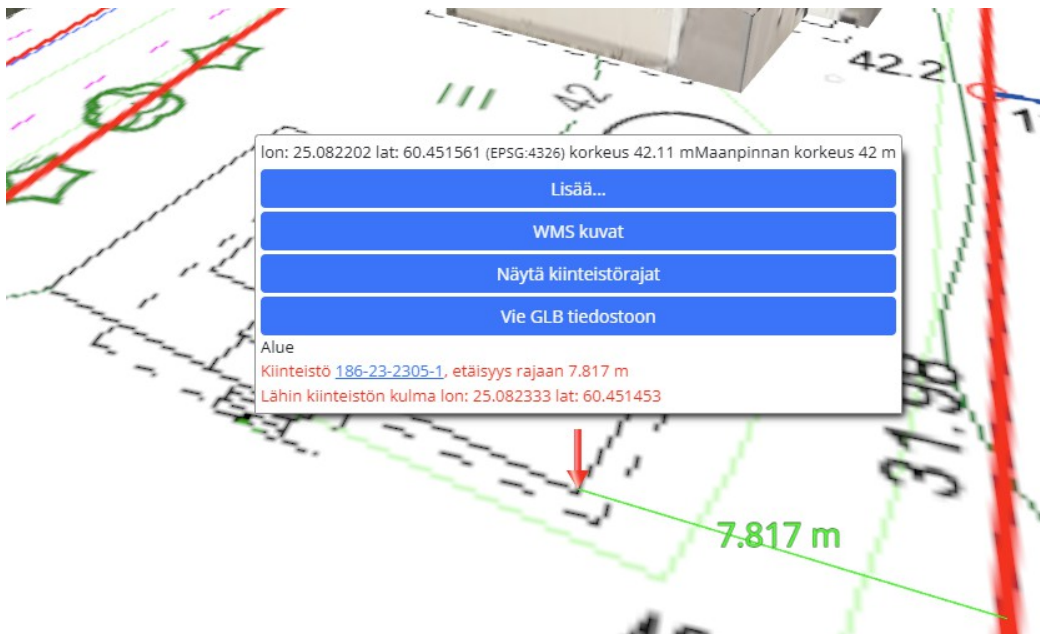 42.2
42
lon: 25.082202 lat: 60.451561 (EPSG:4326) korkeus 42.11 mMaanpinnan korkeus 42 m
Lisää...
WMS kuvat
Näytä kiinteistörajat
Vie GLB tiedostoon
Alue
Kiinteistö 186-23-2305-1, etäisyys rajaan 7.817 m
Lähin kiinteistön kulma lon: 25.082333 lat: 60.451453
31.98
7.817 m